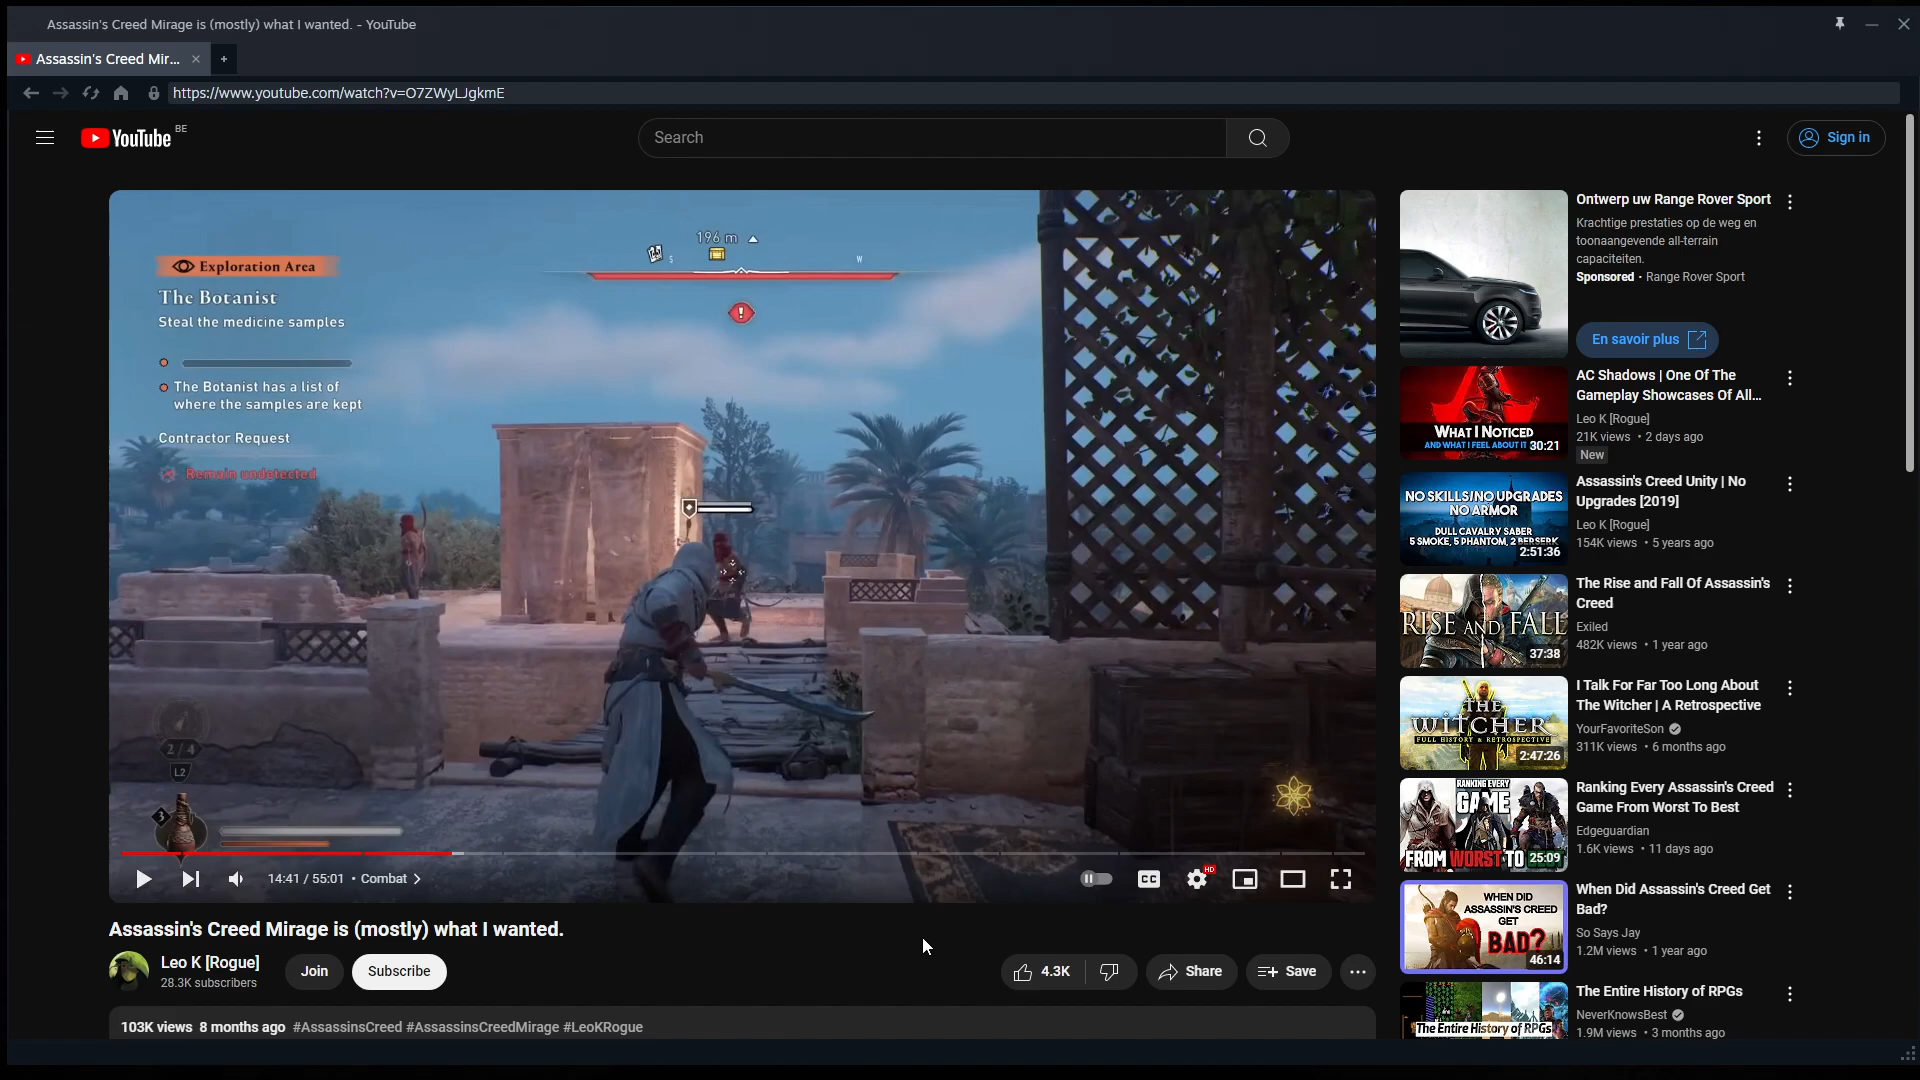 Assassin's Creed Mirage is (mostly) what I wanted. - YouTube
Assassin's Creed Mir...
https://www.youtube.com/watch?v=O7ZWyLJgkmE
YouTube BE
Search
Sign in
Exploration Area
The Botanist
Steal the medicine samples
The Botanist has a list of
where the samples are kept
Contractor Request
Remain undetected
196 m
S
W
2 / 4
L2
3
14:41 / 55:01 • Combat
CC
HD
Assassin's Creed Mirage is (mostly) what I wanted.
Leo K [Rogue]
28.3K subscribers
Join
Subscribe
4.3K
Share
Save
103K views 8 months ago #AssassinsCreed #AssassinsCreedMirage #LeoKRogue
Ontwerp uw Range Rover Sport
Krachtige prestaties op de weg en
toonaangevende all-terrain
capaciteiten.
Sponsored • Range Rover Sport
En savoir plus
WHAT I NOTICED
AND WHAT I FEEL ABOUT IT
30:21
AC Shadows | One Of The
Gameplay Showcases Of All...
Leo K [Rogue]
21K views • 2 days ago
New
NO SKILLS/NO UPGRADES
NO ARMOR
DULL CAVALRY SABER
5 SMOKE, 5 PHANTOM, 2 BERSERK
2:51:36
Assassin's Creed Unity | No
Upgrades [2019]
Leo K [Rogue]
154K views • 5 years ago
RISE AND FALL
37:38
The Rise and Fall Of Assassin's
Creed
Exiled
482K views • 1 year ago
THE
WITCHER
FULL HISTORY & RETROSPECTIVE
2:47:26
I Talk For Far Too Long About
The Witcher | A Retrospective
YourFavoriteSon
311K views • 6 months ago
RANKING EVERY
GAME
FROM WORST TO
25:09
Ranking Every Assassin's Creed
Game From Worst To Best
Edgeguardian
1.6K views • 11 days ago
WHEN DID
ASSASSIN'S CREED
GET
BAD?
46:14
When Did Assassin's Creed Get
Bad?
So Says Jay
1.2M views • 1 year ago
The Entire History of RPGs
The Entire History of RPGs
NeverKnowsBest
1.9M views • 3 months ago